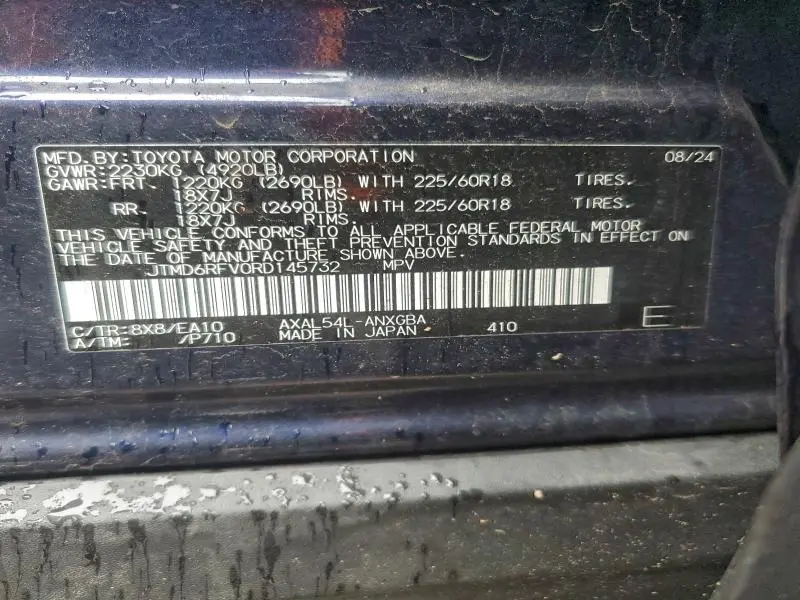 MFD.BY:TOYOTA MOTOR CORPORATION 08/24
GVWR:2230KG (4920LB)
GAWR:FRT. 1220KG (2690LB) WITH 225/60R18 TIRES.
18X7J RIMS.
RR. 1220KG (2690LB) WITH 225/60R18 TIRES.
18X7J RIMS.
THIS VEHICLE CONFORMS TO ALL APPLICABLE FEDERAL MOTOR
VEHICLE SAFETY AND THEFT PREVENTION STANDARDS IN EFFECT ON
THE DATE OF MANUFACTURE SHOWN ABOVE.
JTMD6RFV0RD145732 MPV
C/TR:8X8/EA10 AXAL54L-ANXGBA 410 E
A/TM: /P710 MADE IN JAPAN